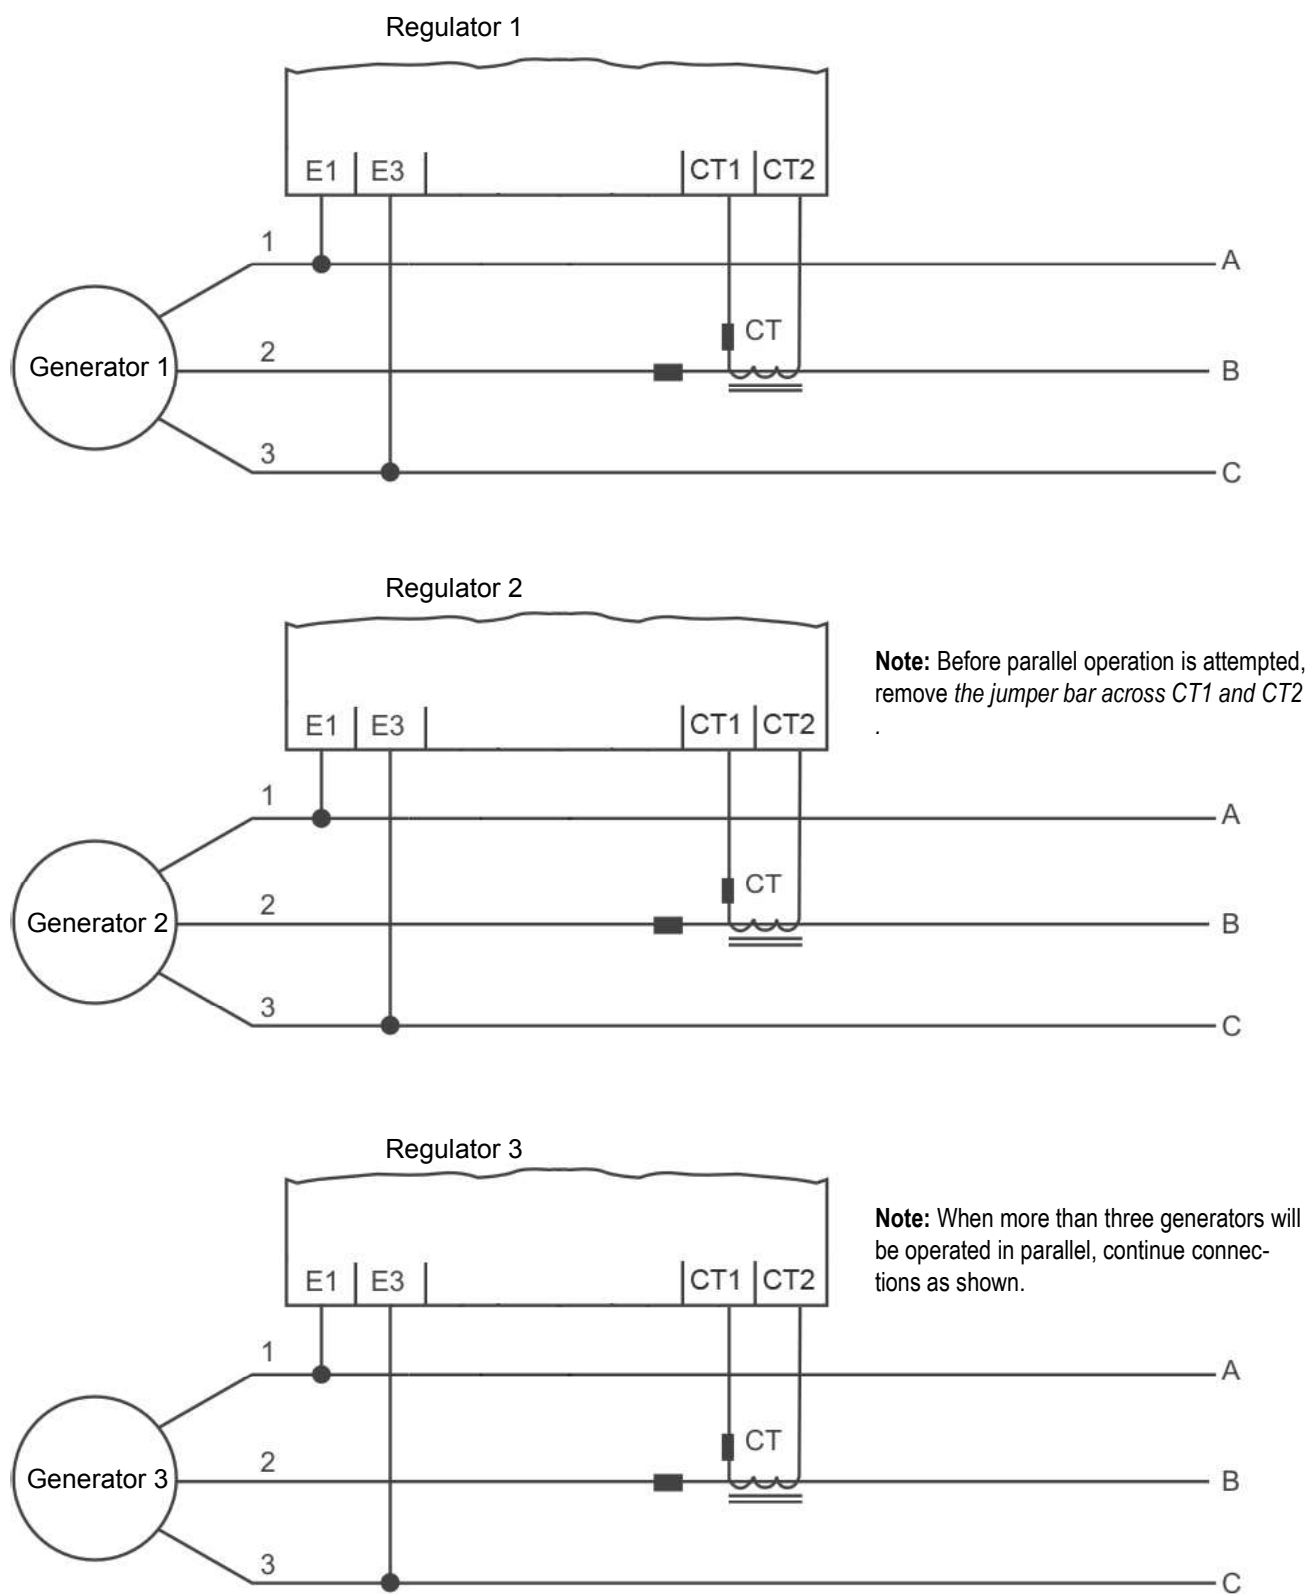 Regulator 1
E1 E3 CT1 CT2
1 A
CT
Generator 1 2 B
3 C
Regulator 2
Note: Before parallel operation is attempted,
remove the jumper bar across CT1 and CT2
.
E1 E3 CT1 CT2
1 A
CT
Generator 2 2 B
3 C
Regulator 3
Note: When more than three generators will
be operated in parallel, continue connec-
tions as shown.
E1 E3 CT1 CT2
1 A
CT
Generator 3 2 B
3 C